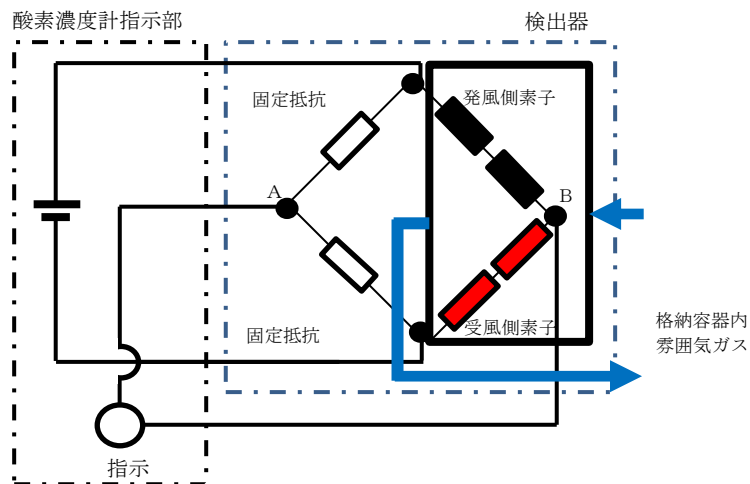 酸素濃度計指示部
検出器
固定抵抗
発風側素子
A
B
固定抵抗
受風側素子
格納容器内
雰囲気ガス
指示